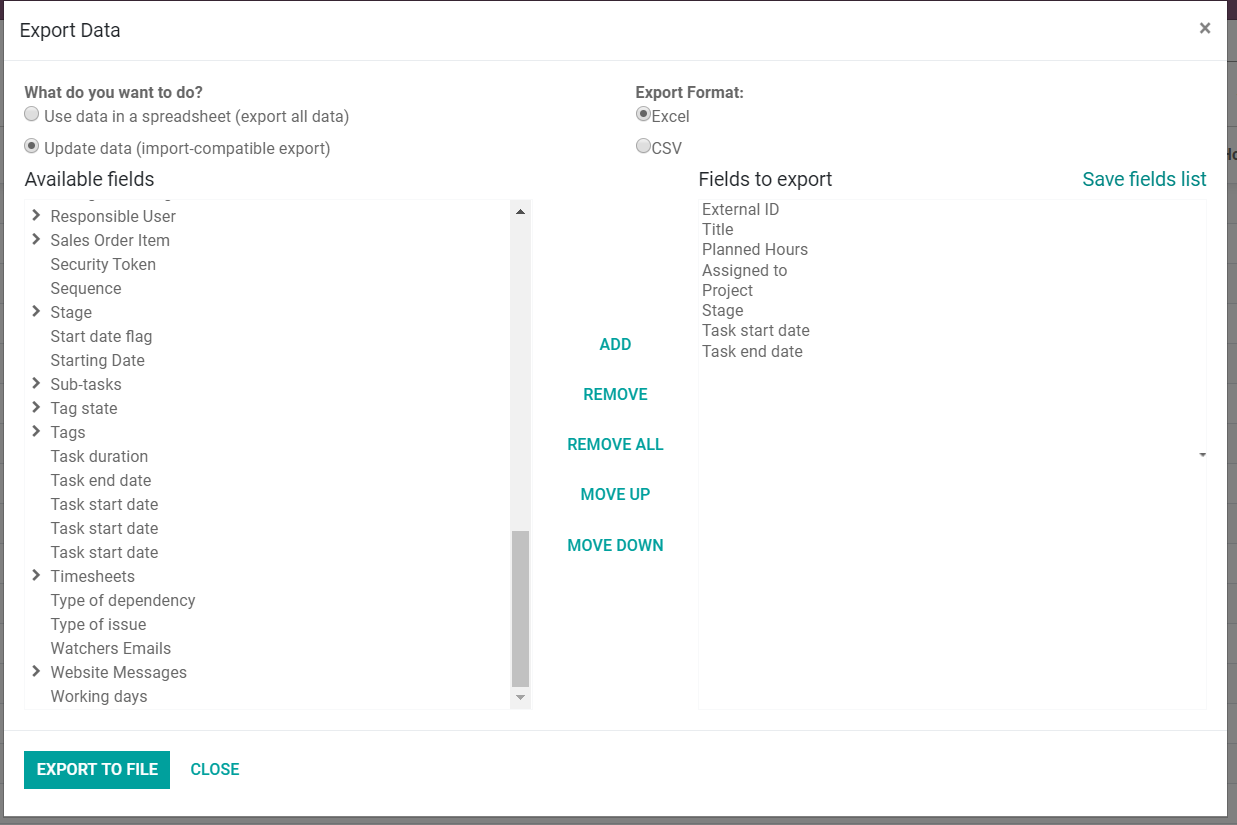 Export Data
×
What do you want to do?
Use data in a spreadsheet (export all data)
Update data (import-compatible export)
Export Format:
Excel
CSV
Available fields
Responsible User
Sales Order Item
Security Token
Sequence
Stage
Start date flag
Starting Date
Sub-tasks
Tag state
Tags
Task duration
Task end date
Task start date
Task start date
Task start date
Timesheets
Type of dependency
Type of issue
Watchers Emails
Website Messages
Working days
ADD
REMOVE
REMOVE ALL
MOVE UP
MOVE DOWN
Fields to export
Save fields list
External ID
Title
Planned Hours
Assigned to
Project
Stage
Task start date
Task end date
EXPORT TO FILE
CLOSE